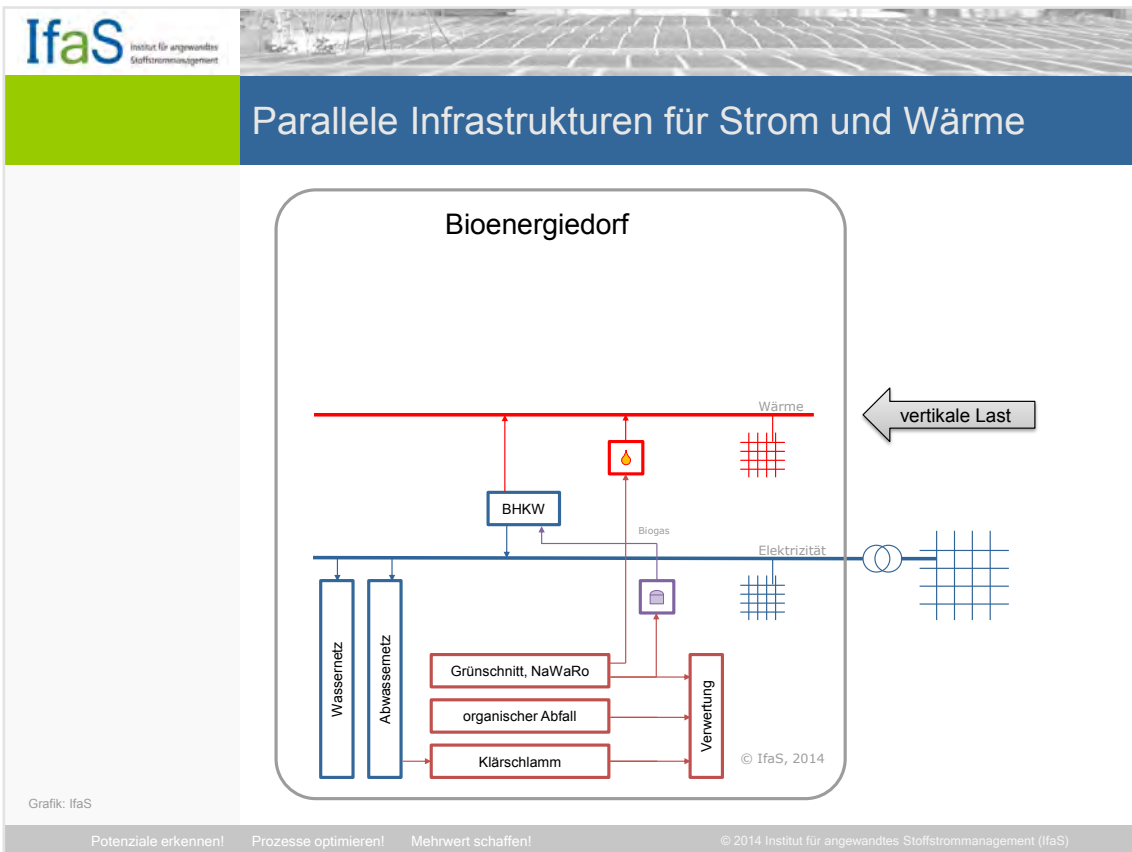 IfaS Institut für angewandtes
Stoffstrommanagement
Parallele Infrastrukturen für Strom und Wärme
Bioenergiedorf
Wärme
vertikale Last
BHKW
Biogas
Elektrizität
Wassernetz
Abwassernetz
Grünschnitt, NaWaRo
organischer Abfall
Klärschlamm
Verwertung
© IfaS, 2014
Grafik: IfaS
Potenziale erkennen! Prozesse optimieren! Mehrwert schaffen! © 2014 Institut für angewandtes Stoffstrommanagement (IfaS)